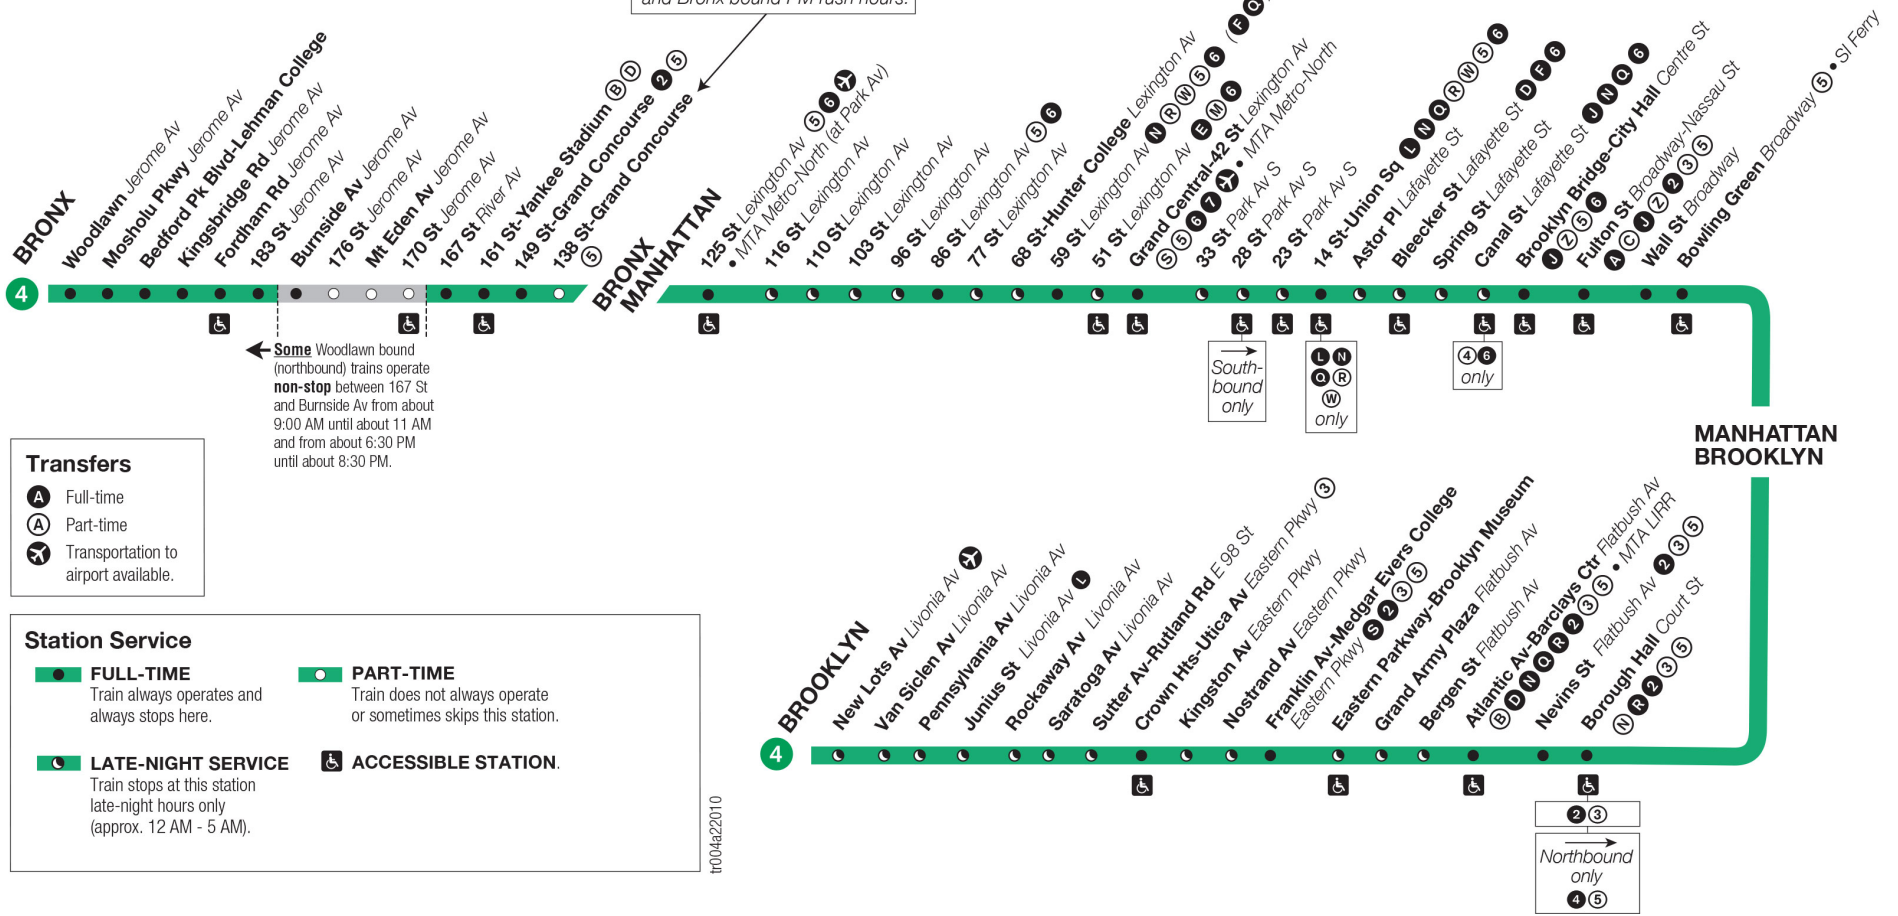 and Bronx bound PM rush hours.
BRONX
Woodlawn Jerome Av
Mosholu Pkwy Jerome Av
Bedford Pk Blvd-Lehman College
Kingsbridge Rd Jerome Av
Fordham Rd Jerome Av
183 St Jerome Av
Burnside Av Jerome Av
176 St Jerome Av
Mt Eden Av Jerome Av
170 St Jerome Av
167 St River Av
161 St-Yankee Stadium B D
149 St-Grand Concourse 2 5
138 St-Grand Concourse
5
BRONX
MANHATTAN
125 St Lexington Av 5 6
• MTA Metro-North (at Park Av)
116 St Lexington Av
110 St Lexington Av
103 St Lexington Av
96 St Lexington Av
86 St Lexington Av 5 6
77 St Lexington Av
68 St-Hunter College Lexington Av
59 St Lexington Av N R W 5 6 (F Q
51 St Lexington Av E M 6
Grand Central-42 St Lexington Av
S 5 6 7 • MTA Metro-North
33 St Park Av S
28 St Park Av S
23 St Park Av S
14 St-Union Sq L N Q R W 5 6
Astor Pl Lafayette St
Bleecker St Lafayette St D F 6
Spring St Lafayette St
Canal St Lafayette St J N Q 6
Brooklyn Bridge-City Hall Centre St
J Z 5 6
Fulton St Broadway-Nassau St
A C J Z 2 3 5
Wall St Broadway
Bowling Green Broadway 5 • SI Ferry
4
Some Woodlawn bound
(northbound) trains operate
non-stop between 167 St
and Burnside Av from about
9:00 AM until about 11 AM
and from about 6:30 PM
until about 8:30 PM.
South-
bound
only
L N
Q R
W
only
4 6
only
MANHATTAN
BROOKLYN
Transfers
A Full-time
A Part-time
Transportation to
airport available.
Station Service
FULL-TIME
Train always operates and
always stops here.
PART-TIME
Train does not always operate
or sometimes skips this station.
LATE-NIGHT SERVICE
Train stops at this station
late-night hours only
(approx. 12 AM - 5 AM).
ACCESSIBLE STATION.
tr004a22010
BROOKLYN
New Lots Av Livonia Av
Van Siclen Av Livonia Av
Pennsylvania Av Livonia Av
Junius St Livonia Av L
Rockaway Av Livonia Av
Saratoga Av Livonia Av
Sutter Av-Rutland Rd E 98 St
Crown Hts-Utica Av Eastern Pkwy 3
Kingston Av Eastern Pkwy
Nostrand Av Eastern Pkwy
Franklin Av-Medgar Evers College
Eastern Pkwy S 2 3 5
Eastern Parkway-Brooklyn Museum
Grand Army Plaza Flatbush Av
Bergen St Flatbush Av
Atlantic Av-Barclays Ctr Flatbush Av
B D N Q R 2 3 5 • MTA LIRR
Nevins St Flatbush Av 2 3 5
Borough Hall Court St
N R 2 3 5
4
2 3
Northbound
only
4 5